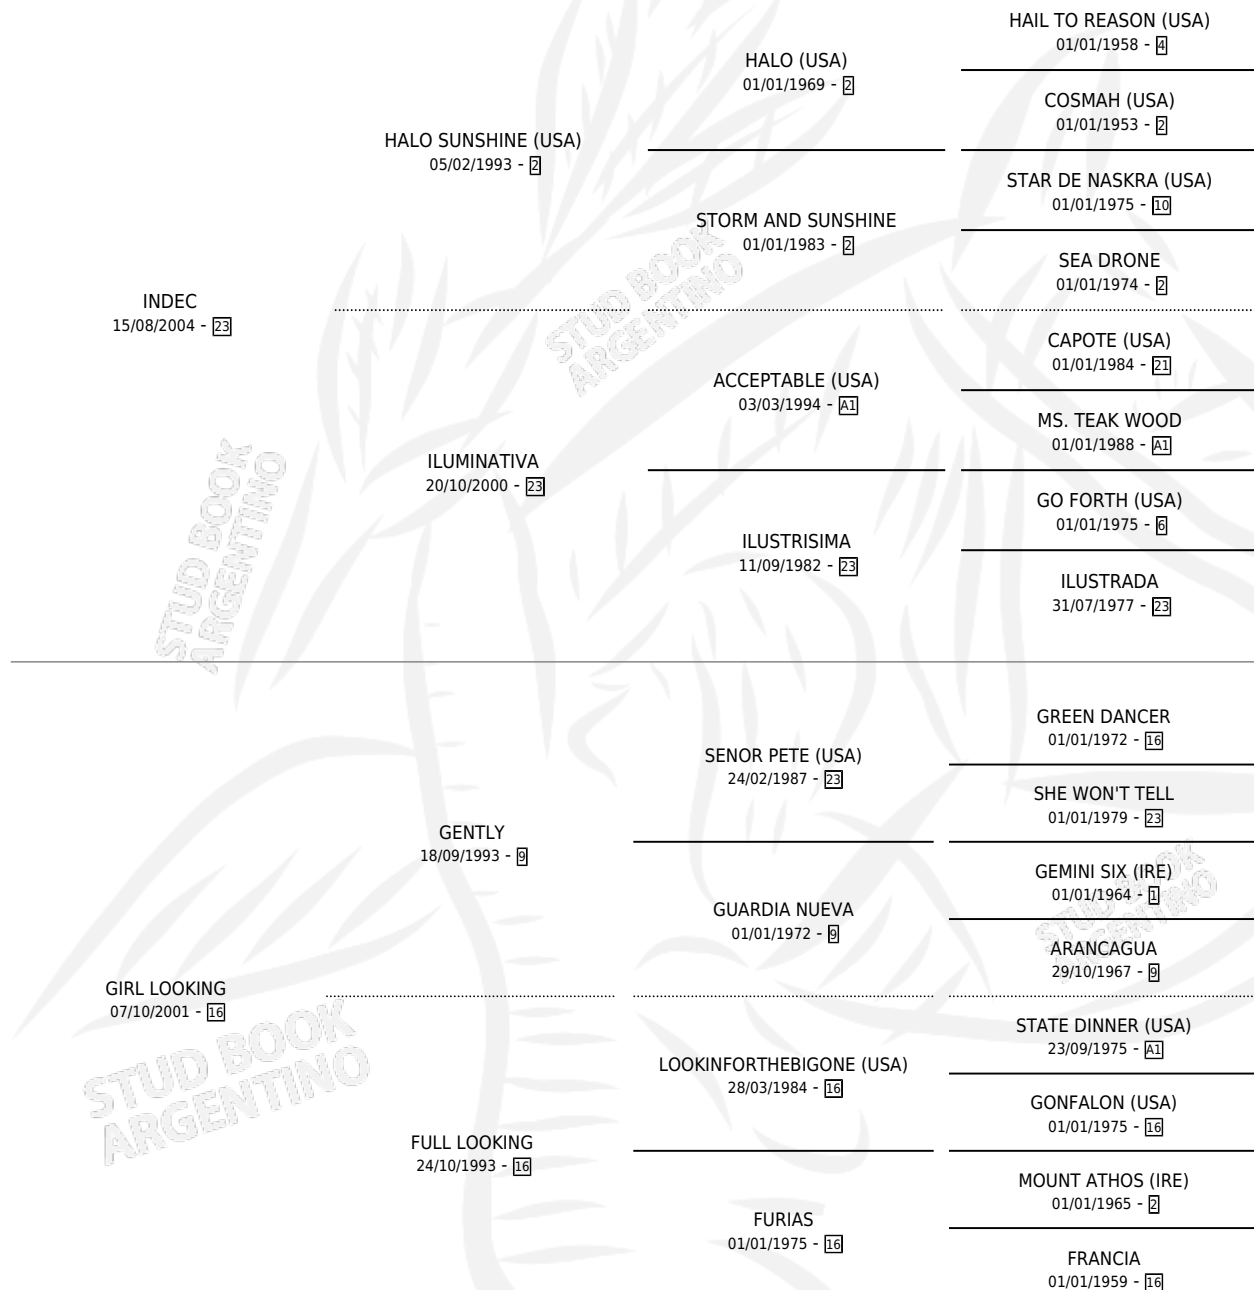 INDEC
15/08/2004 - 23
HALO SUNSHINE (USA)
05/02/1993 - 2
HALO (USA)
01/01/1969 - 2
HAIL TO REASON (USA)
01/01/1958 - 4
COSMAH (USA)
01/01/1953 - 2
STORM AND SUNSHINE
01/01/1983 - 2
STAR DE NASKRA (USA)
01/01/1975 - 10
SEA DRONE
01/01/1974 - 2
ILUMINATIVA
20/10/2000 - 23
ACCEPTABLE (USA)
03/03/1994 - A1
CAPOTE (USA)
01/01/1984 - 21
MS. TEAK WOOD
01/01/1988 - A1
ILUSTRISIMA
11/09/1982 - 23
GO FORTH (USA)
01/01/1975 - 6
ILUSTRADA
31/07/1977 - 23
GIRL LOOKING
07/10/2001 - 16
GENTLY
18/09/1993 - 9
SENOR PETE (USA)
24/02/1987 - 23
GREEN DANCER
01/01/1972 - 16
SHE WON'T TELL
01/01/1979 - 23
GUARDIA NUEVA
01/01/1972 - 9
GEMINI SIX (IRE)
01/01/1964 - 1
ARANCAGUA
29/10/1967 - 9
FULL LOOKING
24/10/1993 - 16
LOOKINFORTHEBIGONE (USA)
28/03/1984 - 16
STATE DINNER (USA)
23/09/1975 - A1
GONFALON (USA)
01/01/1975 - 16
FURIAS
01/01/1975 - 16
MOUNT ATHOS (IRE)
01/01/1965 - 2
FRANCIA
01/01/1959 - 16
STUD BOOK
ARGENTINO
STUD BOOK
ARGENTINO
STUD BOOK
ARGENTINO
STUD BOOK
ARGENTINO